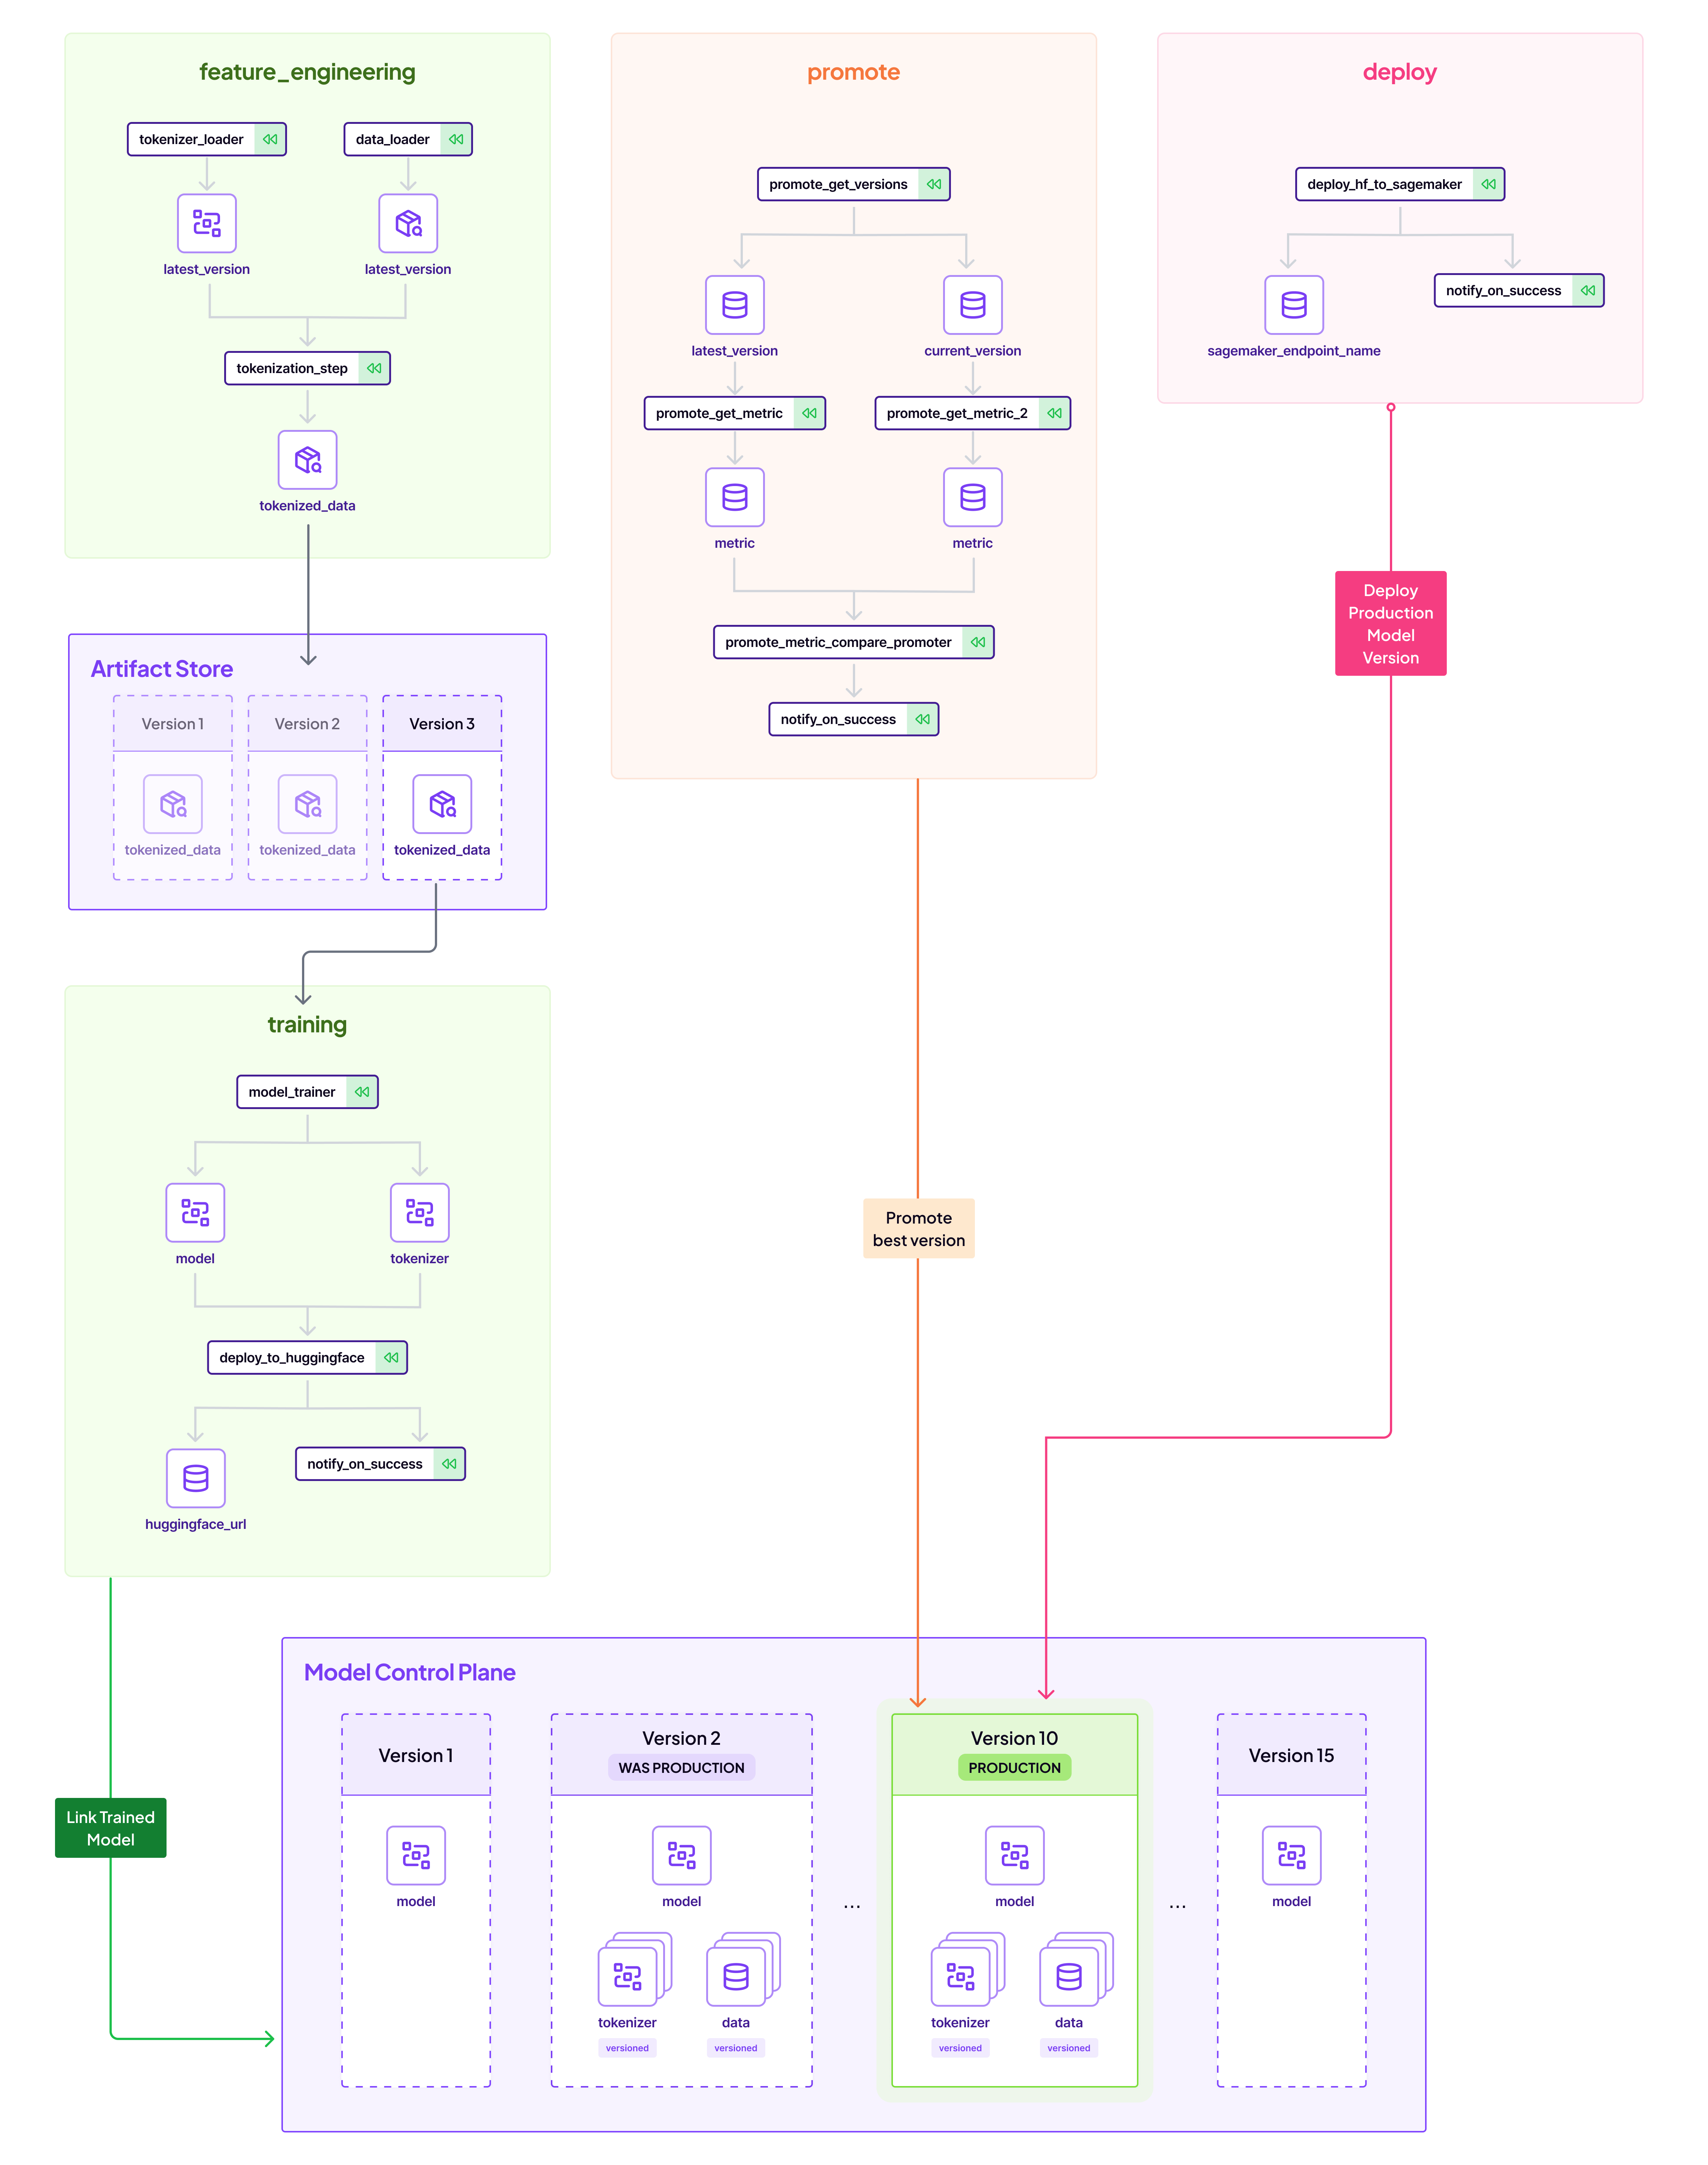 feature_engineering
tokenizer_loader
data_loader
latest_version
latest_version
tokenization_step
tokenized_data
Artifact Store
Version 1
Version 2
Version 3
tokenized_data
tokenized_data
tokenized_data
training
model_trainer
model
tokenizer
deploy_to_huggingface
huggingface_url
notify_on_success
promote
promote_get_versions
latest_version
current_version
promote_get_metric
promote_get_metric_2
metric
metric
promote_metric_compare_promoter
notify_on_success
deploy
deploy_hf_to_sagemaker
sagemaker_endpoint_name
notify_on_success
Deploy
Production
Model
Version
Promote
best version
Link Trained
Model
Model Control Plane
Version 1
model
Version 2
WAS PRODUCTION
model
tokenizer
versioned
data
versioned
...
Version 10
PRODUCTION
model
tokenizer
versioned
data
versioned
...
Version 15
model